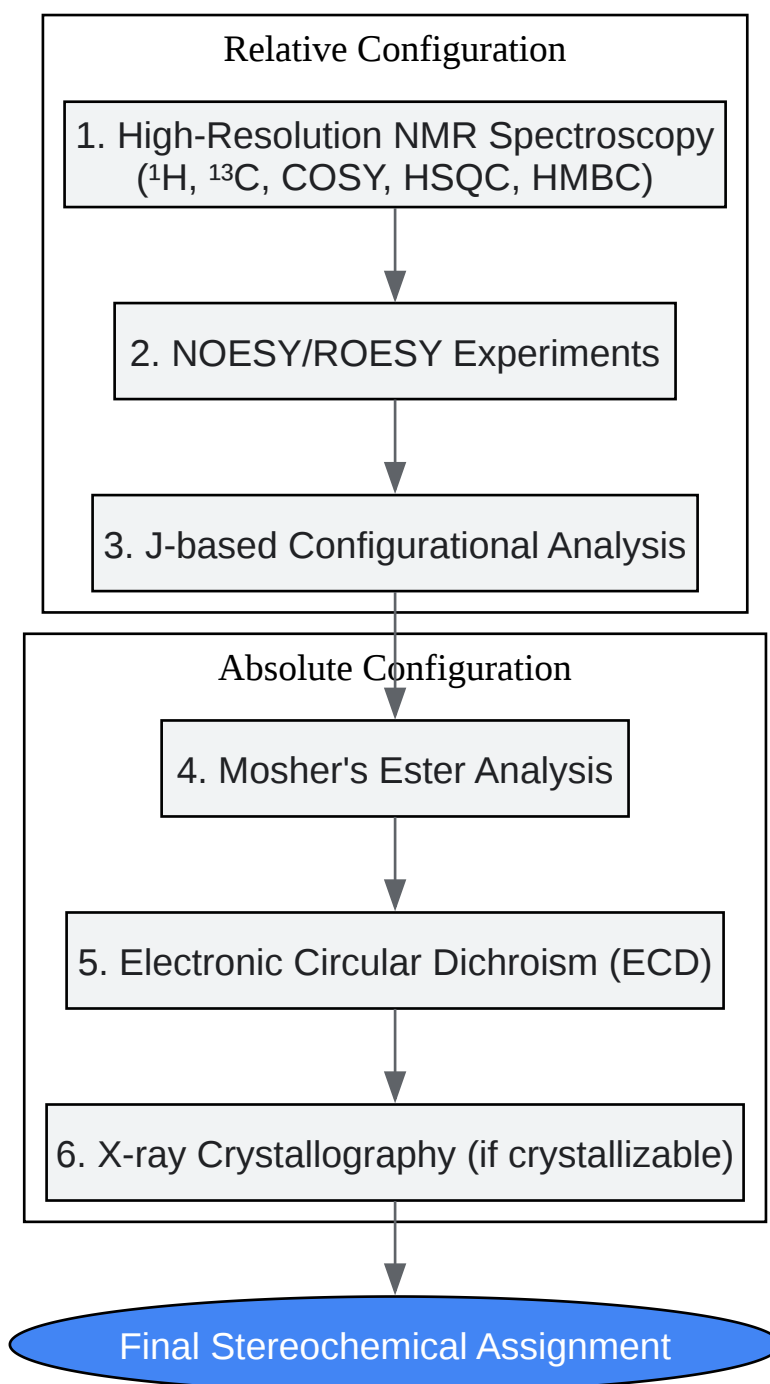 Relative Configuration
1. High-Resolution NMR Spectroscopy
(¹H, ¹³C, COSY, HSQC, HMBC)
2. NOESY/ROESY Experiments
3. J-based Configurational Analysis
Absolute Configuration
4. Mosher's Ester Analysis
5. Electronic Circular Dichroism (ECD)
6. X-ray Crystallography (if crystallizable)
Final Stereochemical Assignment